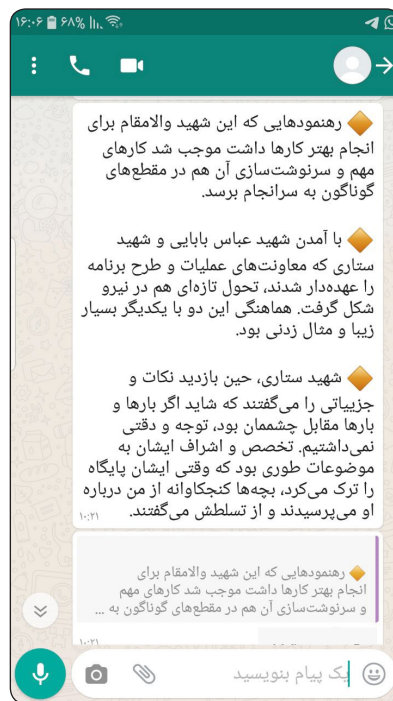 ۱۶:۰۶ ۶۸%
رهنمودهایی که این شهید والامقام برای
انجام بهتر کارها داشت موجب شد کارهای
مهم و سرنوشت‌سازی آن هم در مقطع‌های
گوناگون به سرانجام برسد.
با آمدن شهید عباس بابایی و شهید
ستاری که معاونت‌های عملیات و طرح برنامه
را عهده‌دار شدند، تحول تازه‌ای هم در نیرو
شکل گرفت. هماهنگی این دو با یکدیگر بسیار
زیبا و مثال زدنی بود.
شهید ستاری، حین بازدید نکات و
جزییاتی را می‌گفتند که شاید اگر بارها و
بارها مقابل چشممان بود، توجه و دقتی
نمی‌داشتیم. تخصص و اشراف ایشان به
موضوعات طوری بود که وقتی ایشان پایگاه
را ترک می‌کرد، بچه‌ها کنجکاوانه از من درباره
او می‌پرسیدند و از تسلطش می‌گفتند.
۱۰:۲۱
رهنمودهایی که این شهید والامقام برای
انجام بهتر کارها داشت موجب شد کارهای مهم
و سرنوشت‌سازی آن هم در مقطع‌های گوناگون به ...
۱۰:۲۱
یک پیام بنویسید